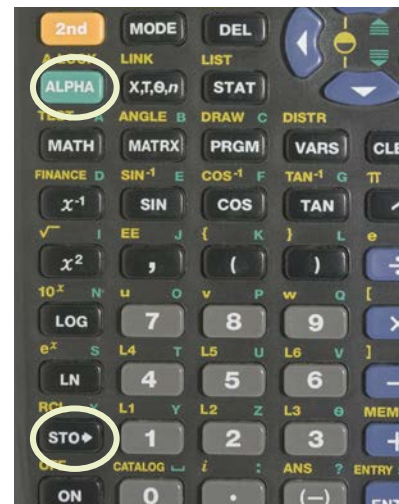 2nd MODE DEL
A-LOCK LINK LIST
ALPHA X,T,Θ,n STAT
TEST A ANGLE B DRAW C DISTR
MATH MATRX PRGM VARS CLE
FINANCE D SIN⁻¹ E COS⁻¹ F TAN⁻¹ G π
x⁻¹ SIN COS TAN ^
√ I EE J { K } L e
x² , ( ) ÷
10ˣ N u O v P w Q [
LOG 7 8 9 ×
eˣ S L4 T L5 U L6 V ]
LN 4 5 6 −
RCL X L1 Y L2 Z L3 θ MEM
STO 1 2 3 +
OFF CATALOG i : ANS ? ENTRY
ON 0 . (−) ENT